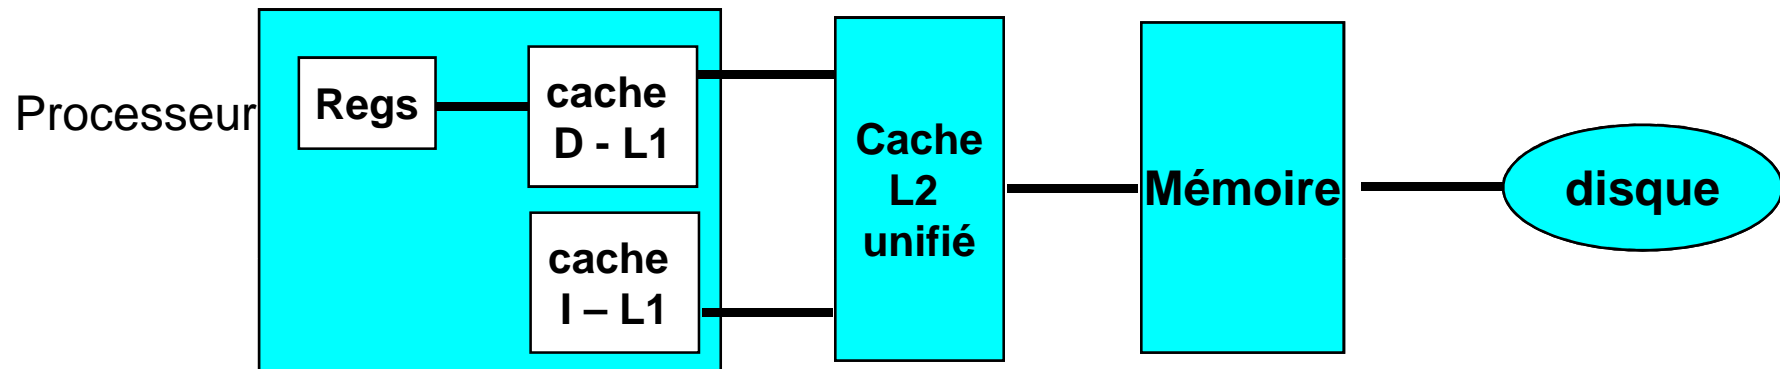 Processeur
Regs
cache
D - L1
cache
I – L1
Cache
L2
unifié
Mémoire
disque